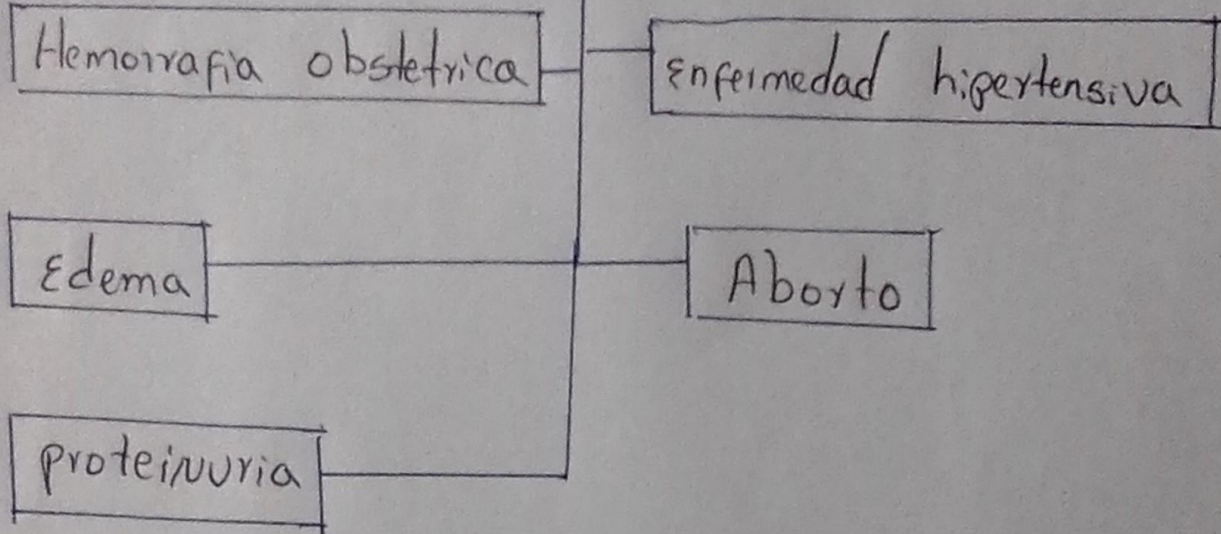 Hemorrafia obstetrica
Enfermedad hipertensiva
Edema
Aborto
proteinuria